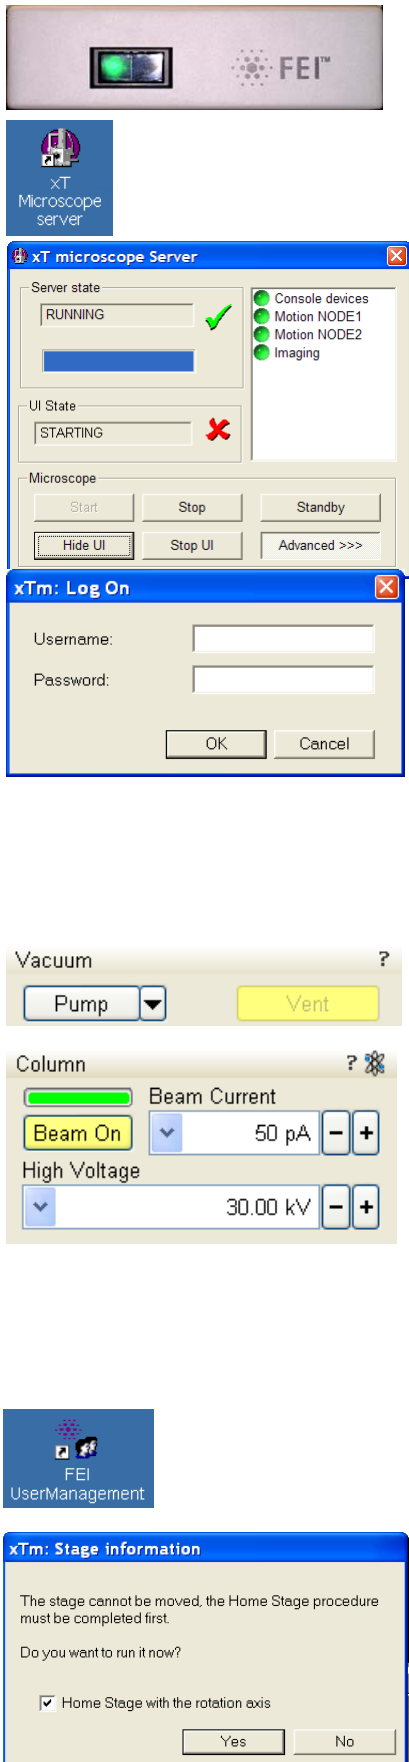 FEI™
xT
Microscope
server
xT microscope Server
Server state
RUNNING
Console devices
Motion NODE1
Motion NODE2
Imaging
UI State
STARTING
Microscope
Start Stop Standby
Hide UI Stop UI Advanced >>>
xTm: Log On
Username:
Password:
OK Cancel
Vacuum ?
Pump Vent
Column ?
Beam Current
Beam On 50 pA − +
High Voltage
30.00 kV − +
FEI
UserManagement
xTm: Stage information
The stage cannot be moved, the Home Stage procedure
must be completed first.
Do you want to run it now?
Home Stage with the rotation axis
Yes No